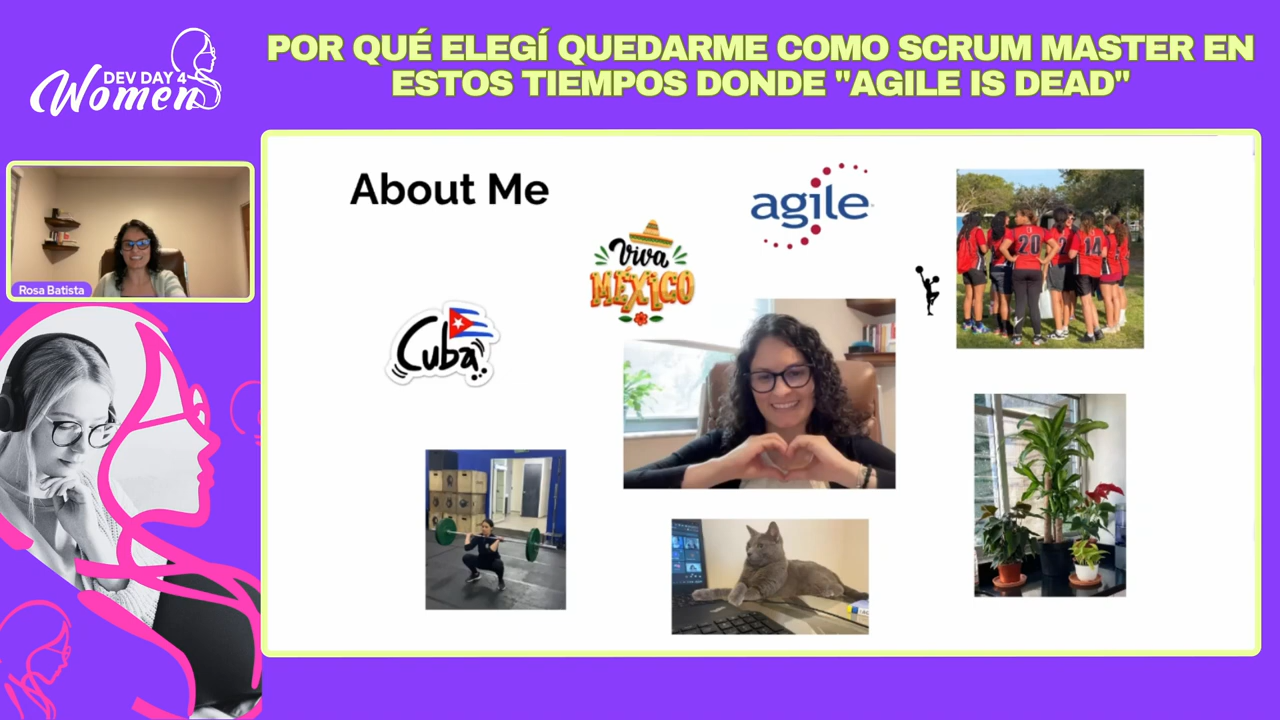 DEV DAY 4
Women
POR QUÉ ELEGÍ QUEDARME COMO SCRUM MASTER EN
ESTOS TIEMPOS DONDE "AGILE IS DEAD"
Rosa Batista
About Me
agile
Viva
MÉXICO
Cuba
20
14